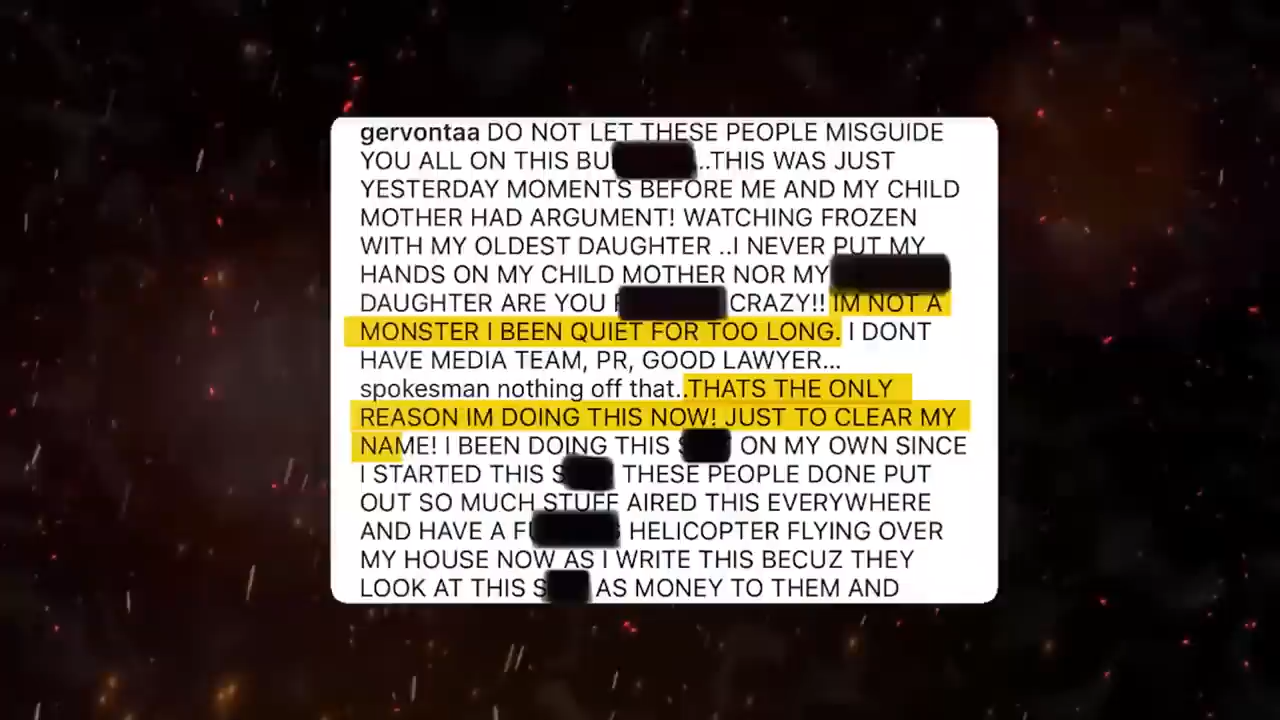 gervontaa DO NOT LET THESE PEOPLE MISGUIDE
YOU ALL ON THIS BU ..THIS WAS JUST
YESTERDAY MOMENTS BEFORE ME AND MY CHILD
MOTHER HAD ARGUMENT! WATCHING FROZEN
WITH MY OLDEST DAUGHTER ..I NEVER PUT MY
HANDS ON MY CHILD MOTHER NOR MY
DAUGHTER ARE YOU F CRAZY!! IM NOT A
MONSTER I BEEN QUIET FOR TOO LONG. I DONT
HAVE MEDIA TEAM, PR, GOOD LAWYER...
spokesman nothing off that..THATS THE ONLY
REASON IM DOING THIS NOW! JUST TO CLEAR MY
NAME! I BEEN DOING THIS S ON MY OWN SINCE
I STARTED THIS S THESE PEOPLE DONE PUT
OUT SO MUCH STUFF AIRED THIS EVERYWHERE
AND HAVE A F G HELICOPTER FLYING OVER
MY HOUSE NOW AS I WRITE THIS BECUZ THEY
LOOK AT THIS S AS MONEY TO THEM AND